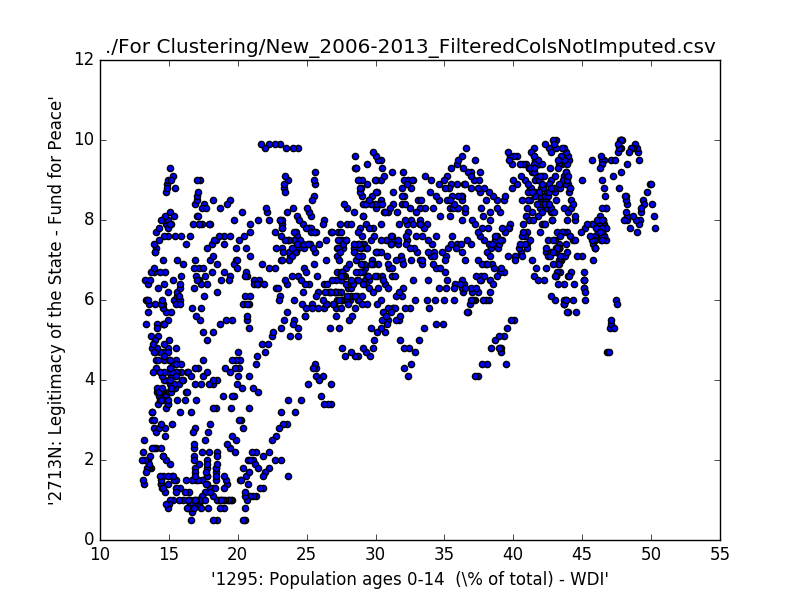 ./For Clustering/New_2006-2013_FilteredColsNotImputed.csv
12
10
8
6
4
2
0
'2713N: Legitimacy of the State - Fund for Peace'
10 15 20 25 30 35 40 45 50 55
'1295: Population ages 0-14  (\% of total) - WDI'